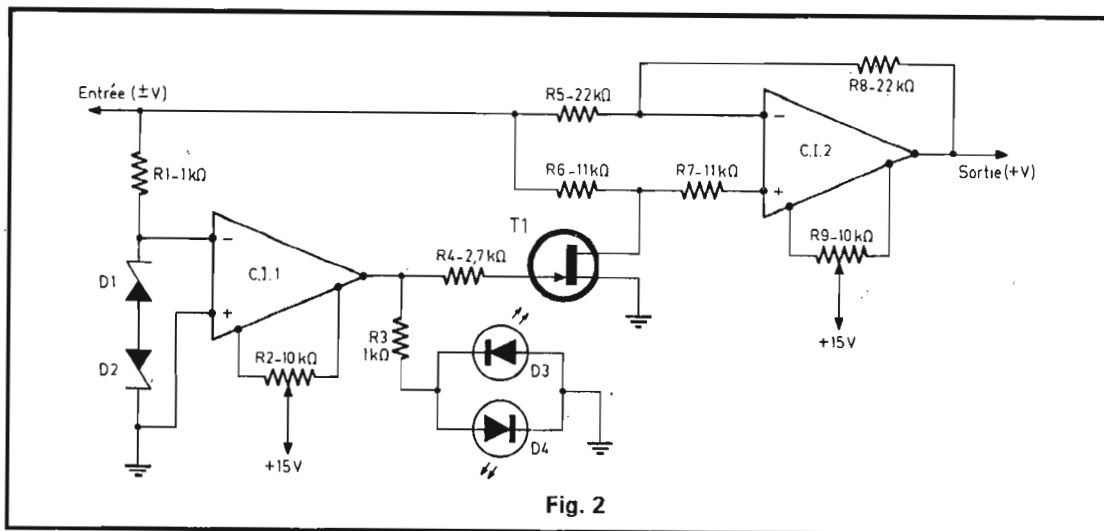 Entrée (±V)
R1-1kΩ
D1
D2
C.I.1
-
+
R2-10kΩ
+15V
R4-2,7kΩ
R3
1kΩ
D3
D4
T1
R5-22kΩ
R6-11kΩ
R7-11kΩ
R8-22kΩ
C.I.2
-
+
R9-10kΩ
+15V
Sortie(+V)
Fig. 2